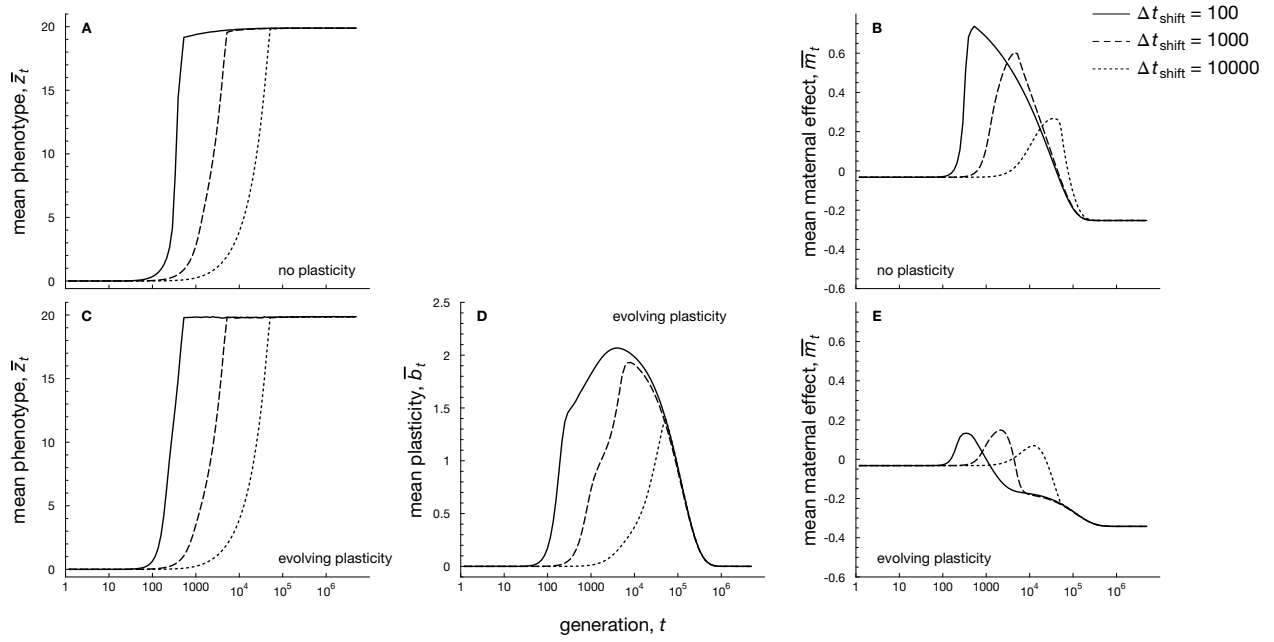 A
mean phenotype, z̅t
20
15
10
5
0
no plasticity
B
mean maternal effect, m̅t
0.6
0.4
0.2
0
-0.2
-0.4
-0.6
no plasticity
Δtshift = 100
Δtshift = 1000
Δtshift = 10000
C
mean phenotype, z̅t
20
15
10
5
0
evolving plasticity
1 10 100 1000 10⁴ 10⁵ 10⁶
D
evolving plasticity
mean plasticity, b̅t
2.5
2
1.5
1
0.5
0
1 10 100 1000 10⁴ 10⁵ 10⁶
generation, t
E
mean maternal effect, m̅t
0.6
0.4
0.2
0
-0.2
-0.4
-0.6
evolving plasticity
1 10 100 1000 10⁴ 10⁵ 10⁶